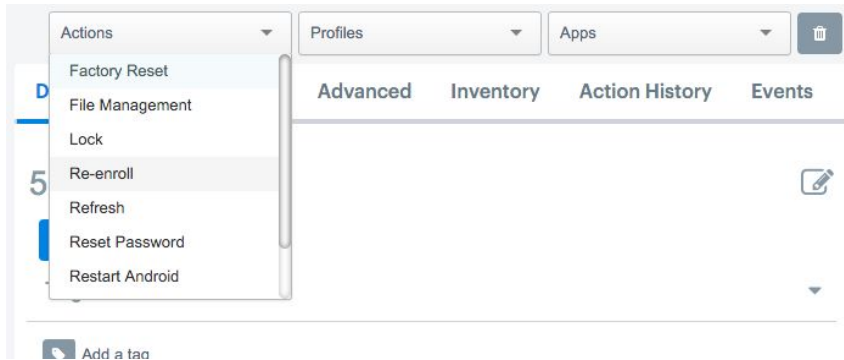 Actions Profiles Apps
Factory Reset
D Advanced Inventory Action History Events
File Management
Lock
5 Re-enroll
Refresh
Reset Password
Restart Android
Add a tag